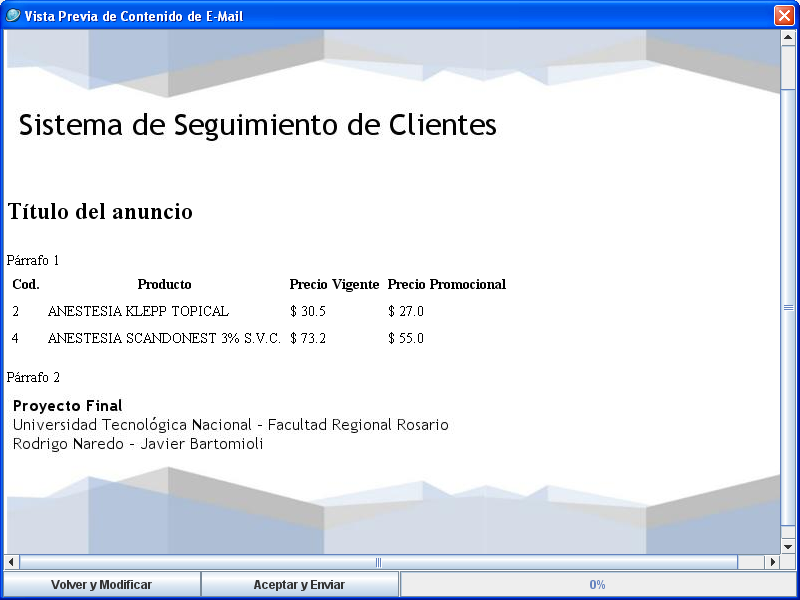 Vista Previa de Contenido de E-Mail
Sistema de Seguimiento de Clientes
Título del anuncio
Párrafo 1
Cod. Producto Precio Vigente Precio Promocional
2 ANESTESIA KLEPP TOPICAL $ 30.5 $ 27.0
4 ANESTESIA SCANDONEST 3% S.V.C. $ 73.2 $ 55.0
Párrafo 2
Proyecto Final
Universidad Tecnológica Nacional - Facultad Regional Rosario
Rodrigo Naredo - Javier Bartomioli
Volver y Modificar Aceptar y Enviar 0%